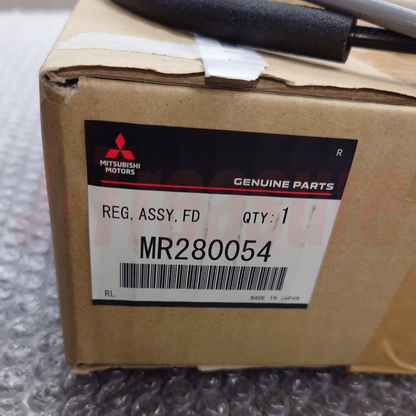 R
MITSUBISHI
MOTORS
GENUINE PARTS
REG, ASSY, FD QTY: 1
MR280054
RL MADE IN JAPAN